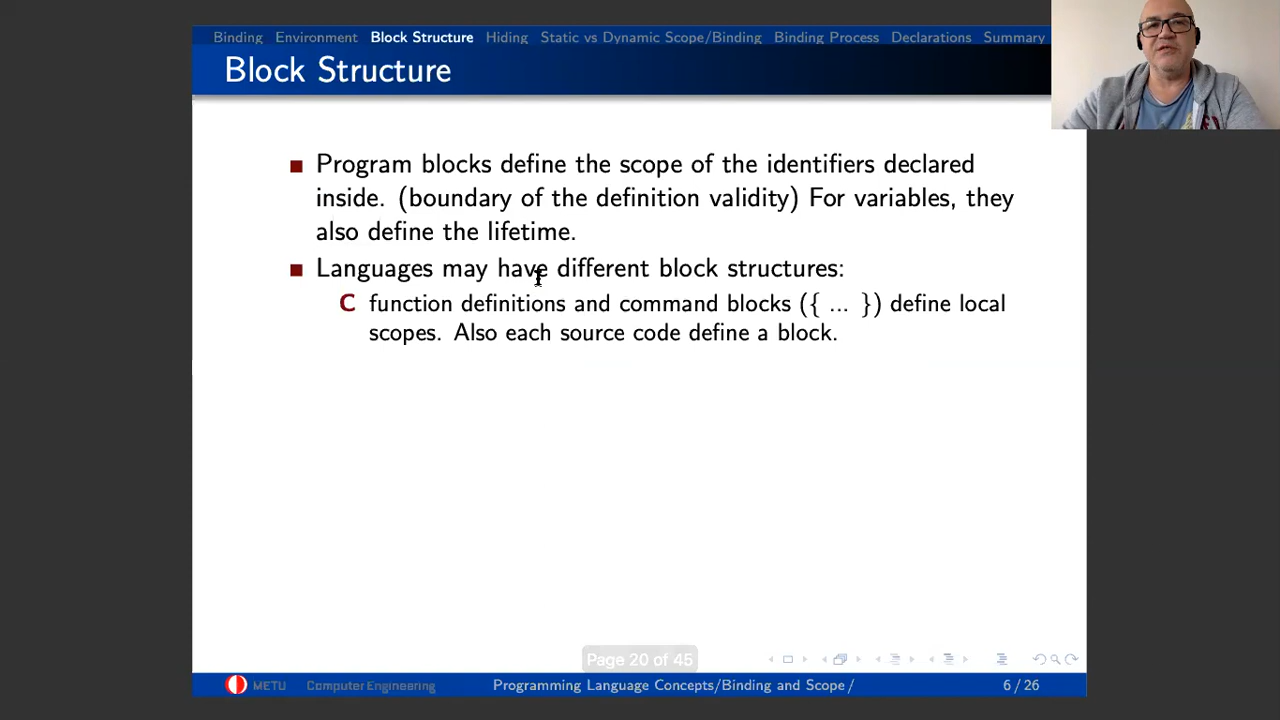 Binding Environment Block Structure Hiding Static vs Dynamic Scope/Binding Binding Process Declarations Summary
Block Structure
Program blocks define the scope of the identifiers declared
inside. (boundary of the definition validity) For variables, they
also define the lifetime.
Languages may have different block structures:
C function definitions and command blocks ({ ... }) define local
scopes. Also each source code define a block.
Page 20 of 45
METU Computer Engineering Programming Language Concepts/Binding and Scope / 6 / 26